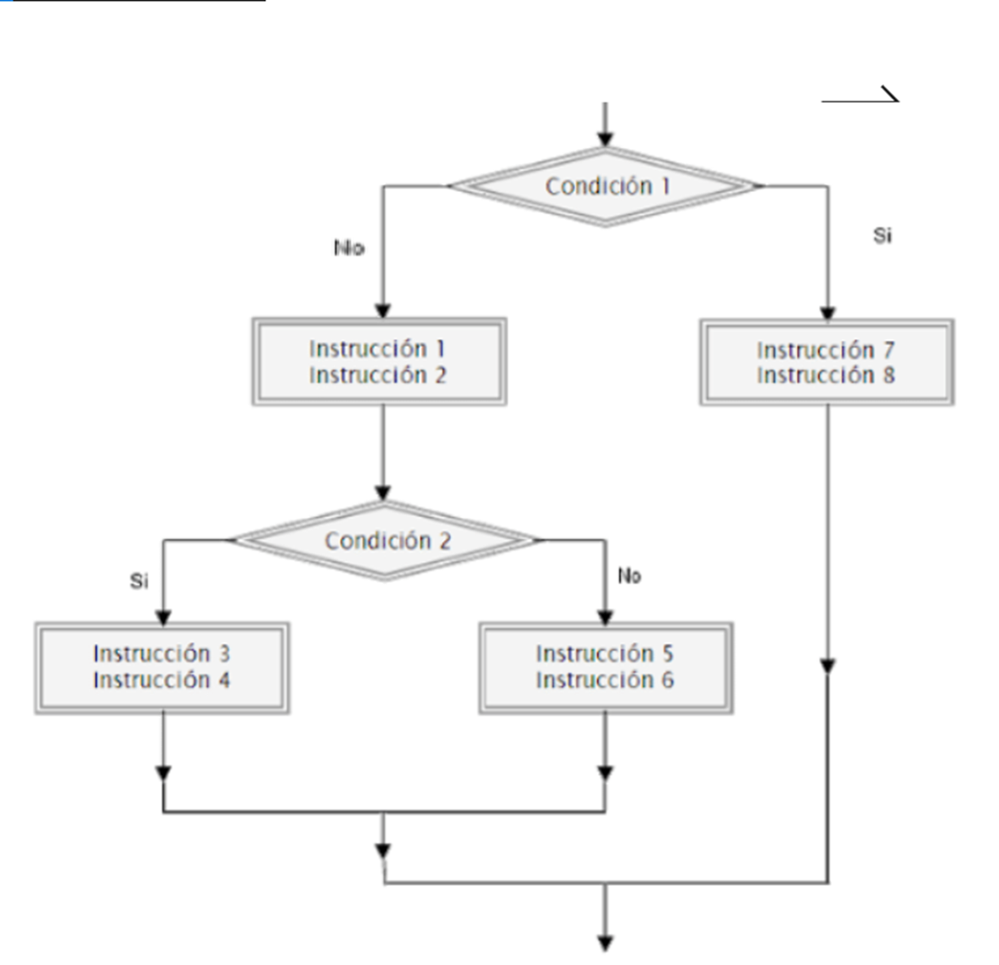 Condición 1
No
Si
Instrucción 1
Instrucción 2
Instrucción 7
Instrucción 8
Condición 2
Si
No
Instrucción 3
Instrucción 4
Instrucción 5
Instrucción 6